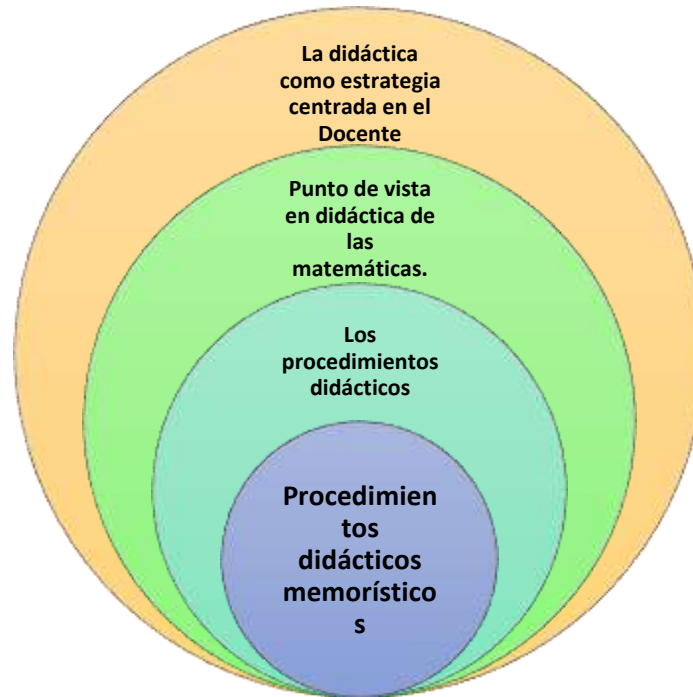 La didáctica
como estrategia
centrada en el
Docente
Punto de vista
en didáctica de
las
matemáticas.
Los
procedimientos
didácticos
Procedimien
tos
didácticos
memorístico
s